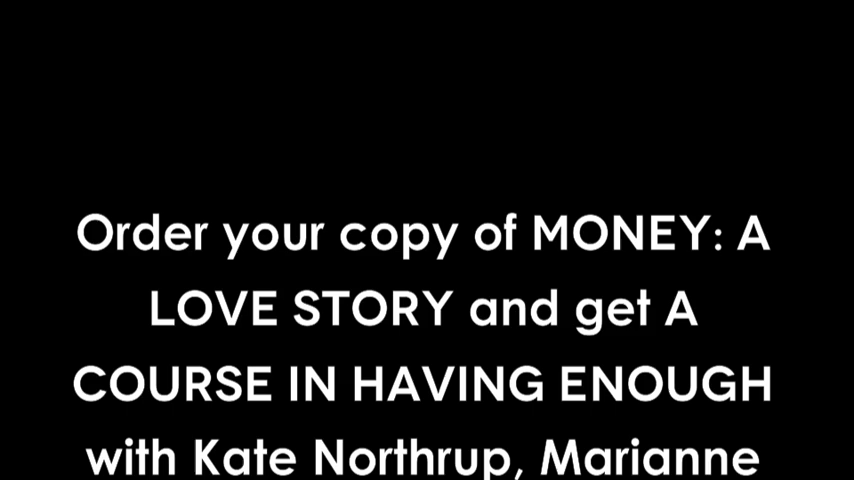 Order your copy of MONEY: A
LOVE STORY and get A
COURSE IN HAVING ENOUGH
with Kate Northrup, Marianne